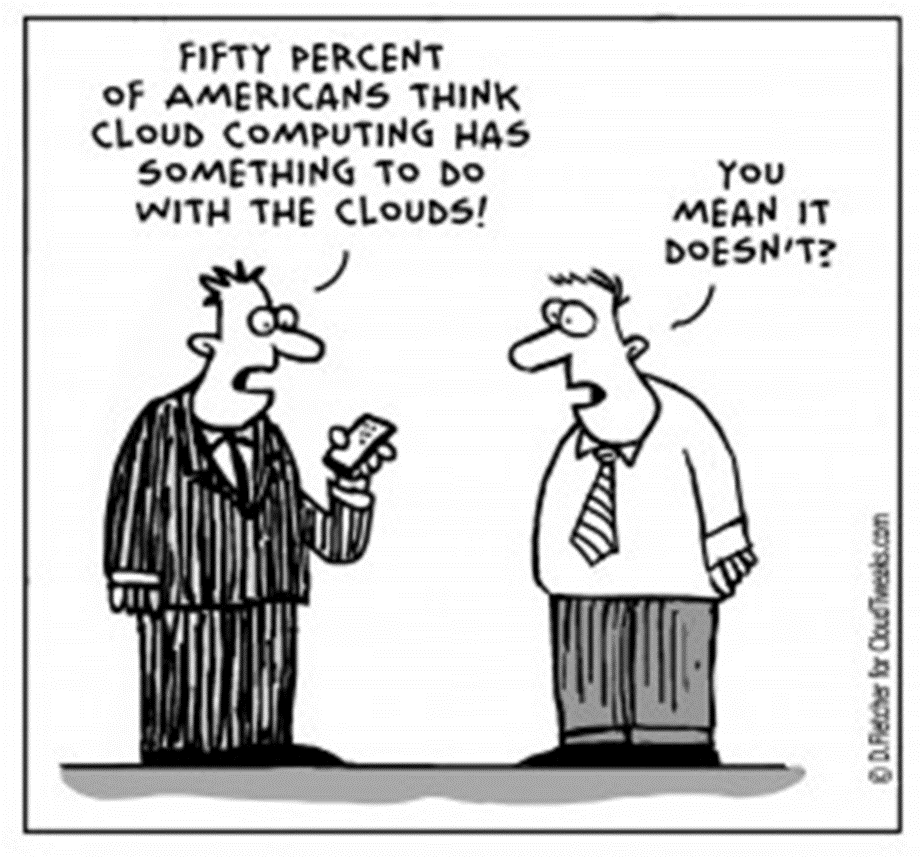 FIFTY PERCENT
OF AMERICANS THINK
CLOUD COMPUTING HAS
SOMETHING TO DO
WITH THE CLOUDS!
YOU
MEAN IT
DOESN'T?
© D.Fletcher for CloudTweaks.com